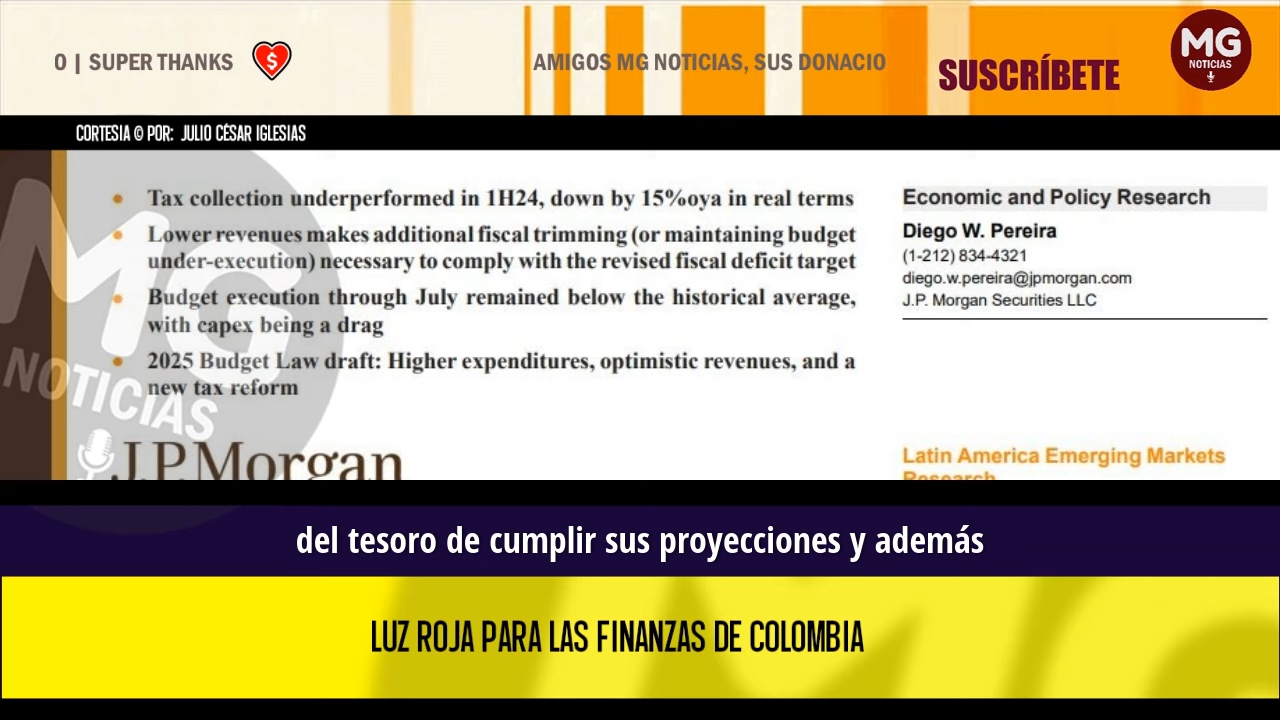 0 | SUPER THANKS
AMIGOS MG NOTICIAS, SUS DONACIO
SUSCRÍBETE
MG
NOTICIAS
CORTESIA © POR: JULIO CÉSAR IGLESIAS
Tax collection underperformed in 1H24, down by 15%oya in real terms
Lower revenues makes additional fiscal trimming (or maintaining budget
under-execution) necessary to comply with the revised fiscal deficit target
Budget execution through July remained below the historical average,
with capex being a drag
2025 Budget Law draft: Higher expenditures, optimistic revenues, and a
new tax reform
Economic and Policy Research
Diego W. Pereira
(1-212) 834-4321
diego.w.pereira@jpmorgan.com
J.P. Morgan Securities LLC
MG
NOTICIAS
J.P.Morgan
Latin America Emerging Markets
Research
del tesoro de cumplir sus proyecciones y además
LUZ ROJA PARA LAS FINANZAS DE COLOMBIA